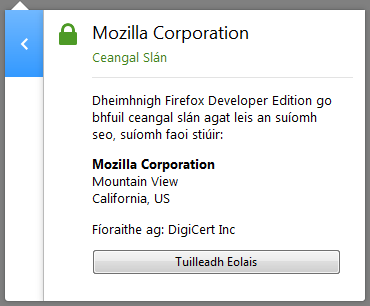 Mozilla Corporation
Ceangal Slán
Dheimhnigh Firefox Developer Edition go
bhfuil ceangal slán agat leis an suíomh
seo, suíomh faoi stiúir:
Mozilla Corporation
Mountain View
California, US
Fíoraithe ag: DigiCert Inc
Tuilleadh Eolais